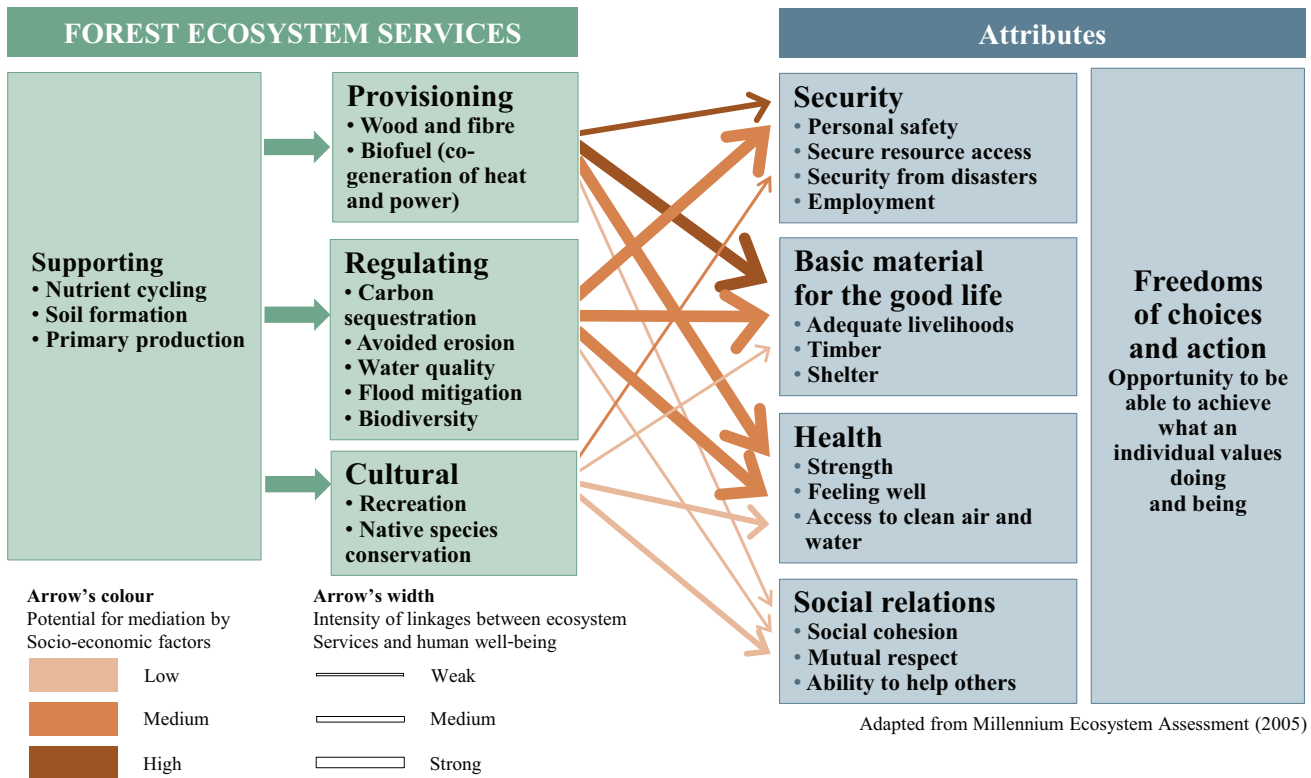 FOREST ECOSYSTEM SERVICES
Supporting
• Nutrient cycling
• Soil formation
• Primary production
Provisioning
• Wood and fibre
• Biofuel (co-
generation of heat
and power)
Regulating
• Carbon
sequestration
• Avoided erosion
• Water quality
• Flood mitigation
• Biodiversity
Cultural
• Recreation
• Native species
conservation
Attributes
Security
• Personal safety
• Secure resource access
• Security from disasters
• Employment
Basic material
for the good life
• Adequate livelihoods
• Timber
• Shelter
Health
• Strength
• Feeling well
• Access to clean air and
water
Social relations
• Social cohesion
• Mutual respect
• Ability to help others
Freedoms
of choices
and action
Opportunity to be
able to achieve
what an
individual values
doing
and being
Arrow's colour
Potential for mediation by
Socio-economic factors
Low
Medium
High
Arrow's width
Intensity of linkages between ecosystem
Services and human well-being
Weak
Medium
Strong
Adapted from Millennium Ecosystem Assessment (2005)